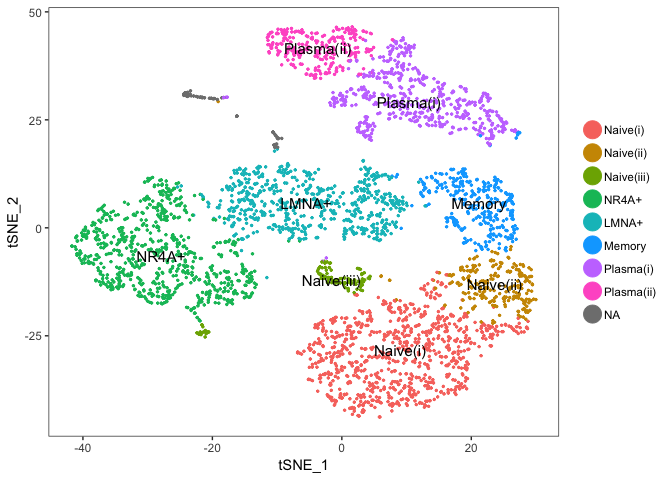 50
25
0
-25
tSNE_2
-40
-20
0
20
tSNE_1
Plasma(ii)
Plasma(i)
LMNA+
Memory
NR4A+
Naive(iii)
Naive(ii)
Naive(i)
Naive(i)
Naive(ii)
Naive(iii)
NR4A+
LMNA+
Memory
Plasma(i)
Plasma(ii)
NA